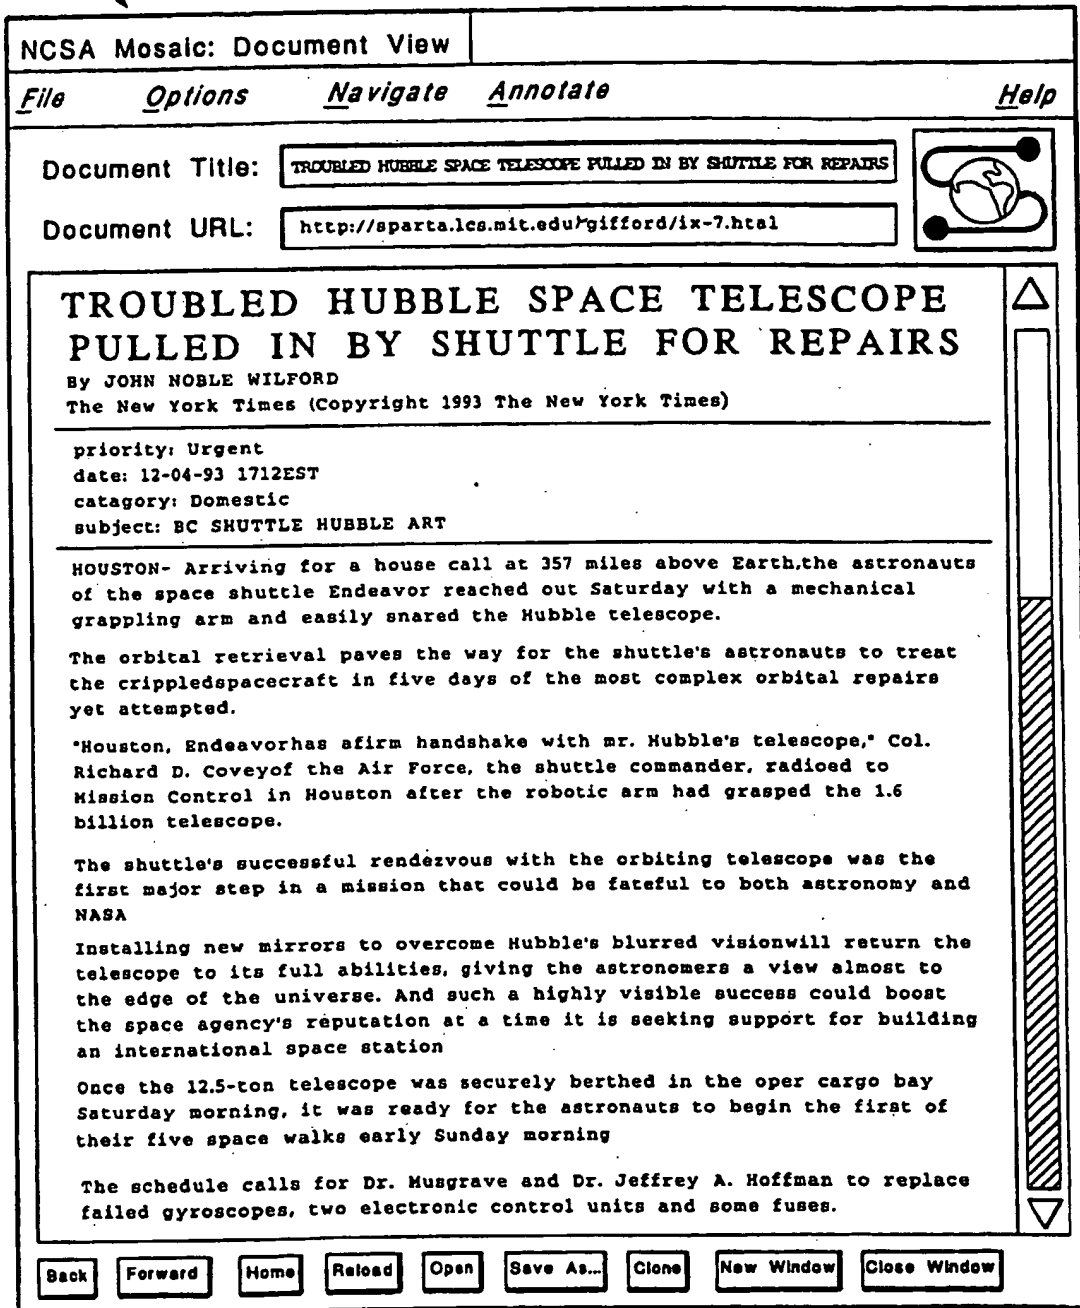 NCSA Mosaic: Document View
File Options Navigate Annotate Help
Document Title: TROUBLED HUBBLE SPACE TELESCOPE PULLED IN BY SHUTTLE FOR REPAIRS
Document URL: http://sparta.lcs.mit.edu/~gifford/ix-7.html
TROUBLED HUBBLE SPACE TELESCOPE
PULLED IN BY SHUTTLE FOR REPAIRS
By JOHN NOBLE WILFORD
The New York Times (Copyright 1993 The New York Times)
priority: Urgent
date: 12-04-93 1712EST
catagory: Domestic
subject: BC SHUTTLE HUBBLE ART
HOUSTON- Arriving for a house call at 357 miles above Earth,the astronauts
of the space shuttle Endeavor reached out Saturday with a mechanical
grappling arm and easily snared the Hubble telescope.
The orbital retrieval paves the way for the shuttle's astronauts to treat
the crippledspacecraft in five days of the most complex orbital repairs
yet attempted.
"Houston, Endeavorhas afirm handshake with mr. Hubble's telescope," Col.
Richard D. Coveyof the Air Force, the shuttle commander, radioed to
Mission Control in Houston after the robotic arm had grasped the 1.6
billion telescope.
The shuttle's successful rendezvous with the orbiting telescope was the
first major step in a mission that could be fateful to both astronomy and
NASA
Installing new mirrors to overcome Hubble's blurred visionwill return the
telescope to its full abilities, giving the astronomers a view almost to
the edge of the universe. And such a highly visible success could boost
the space agency's reputation at a time it is seeking support for building
an international space station
Once the 12.5-ton telescope was securely berthed in the oper cargo bay
Saturday morning, it was ready for the astronauts to begin the first of
their five space walks early Sunday morning
The schedule calls for Dr. Musgrave and Dr. Jeffrey A. Hoffman to replace
failed gyroscopes, two electronic control units and some fuses.
Back Forward Home Reload Open Save As... Clone New Window Close Window